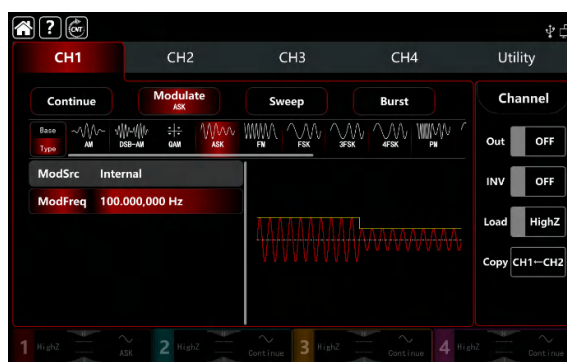 ? CNT
CH1 CH2 CH3 CH4 Utility
Continue Modulate Sweep Burst Channel
ASK
Base
Type AM DSB-AM QAM ASK FM FSK 3FSK 4FSK PM
Out OFF
ModSrc Internal
INV OFF
ModFreq 100.000,000 Hz
Load HighZ
Copy CH1←CH2
1 HighZ ASK 2 HighZ Continue 3 HighZ Continue 4 HighZ Continue